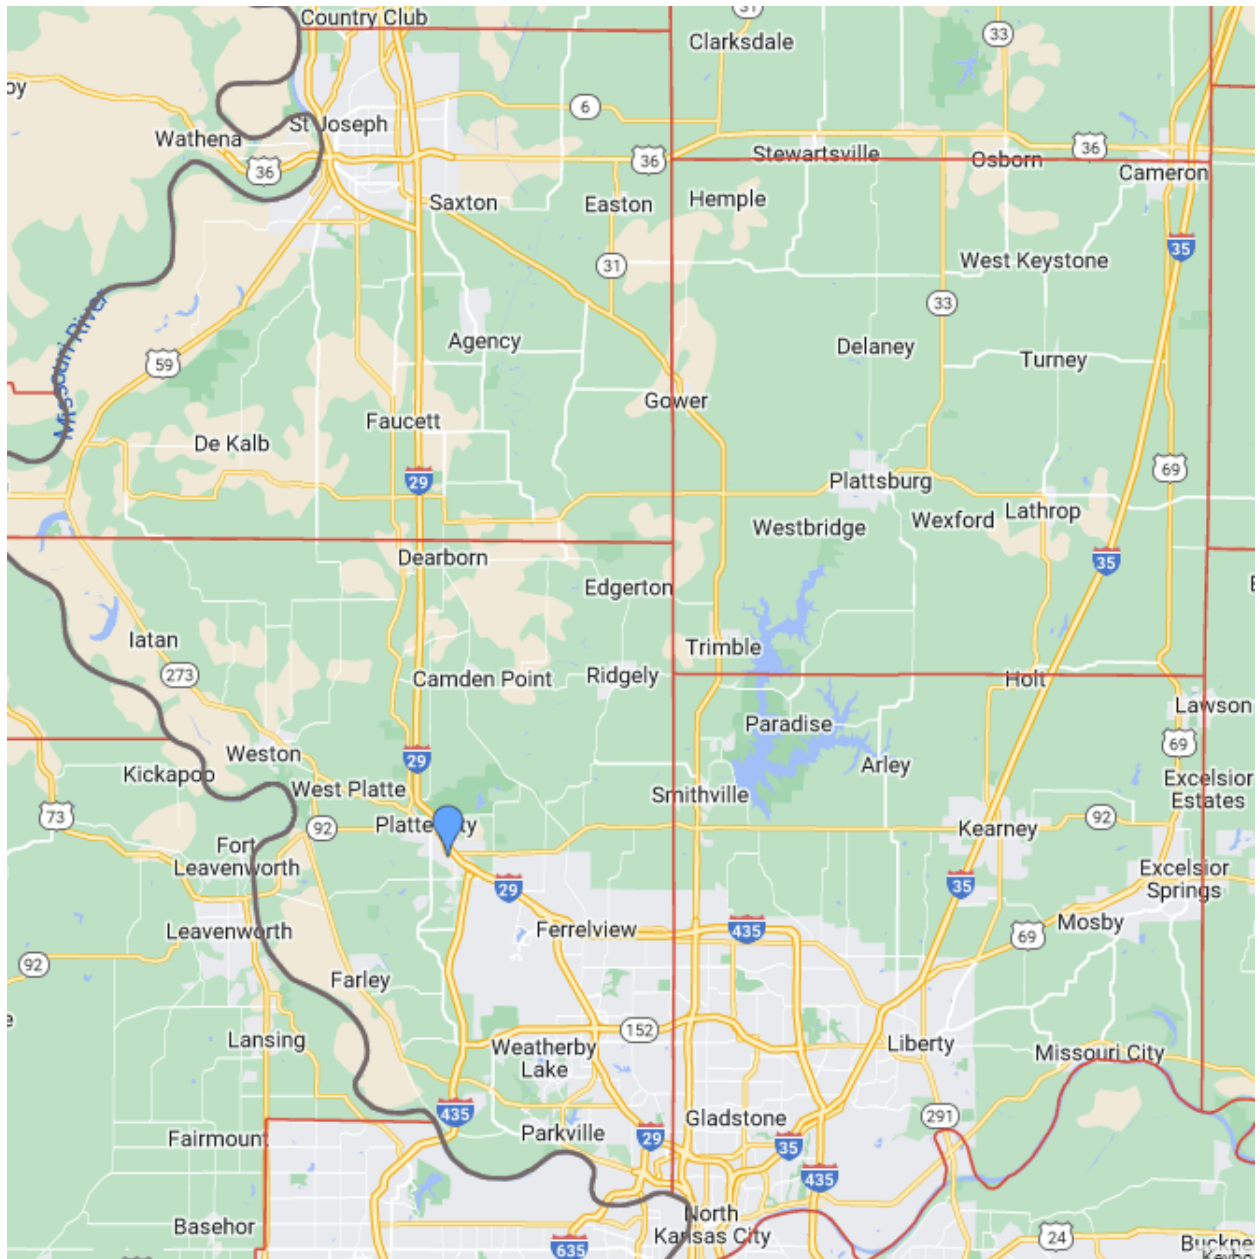 Country Club
31
Clarksdale
33
35
6
St Joseph
Wathena
36
36
36
Stewartsville
Osborn
Cameron
Saxton
Easton
Hemple
31
West Keystone
35
Missouri River
33
59
Agency
Delaney
Turney
Gower
Faucett
De Kalb
29
Plattsburg
69
Westbridge
Wexford
Lathrop
Dearborn
35
Edgerton
Iatan
Trimble
273
Camden Point
Ridgely
Holt
Lawson
Paradise
Weston
29
69
Kickapoo
Arley
Excelsior
Estates
West Platte
Smithville
73
92
Kearney
92
Fort
Leavenworth
29
35
Excelsior
Springs
Leavenworth
Ferrelview
435
69
Mosby
92
Farley
152
Lansing
Weatherby
Lake
Liberty
Missouri City
435
Gladstone
291
Fairmount
Parkville
29
35
435
Basehor
North
Kansas City
24
635